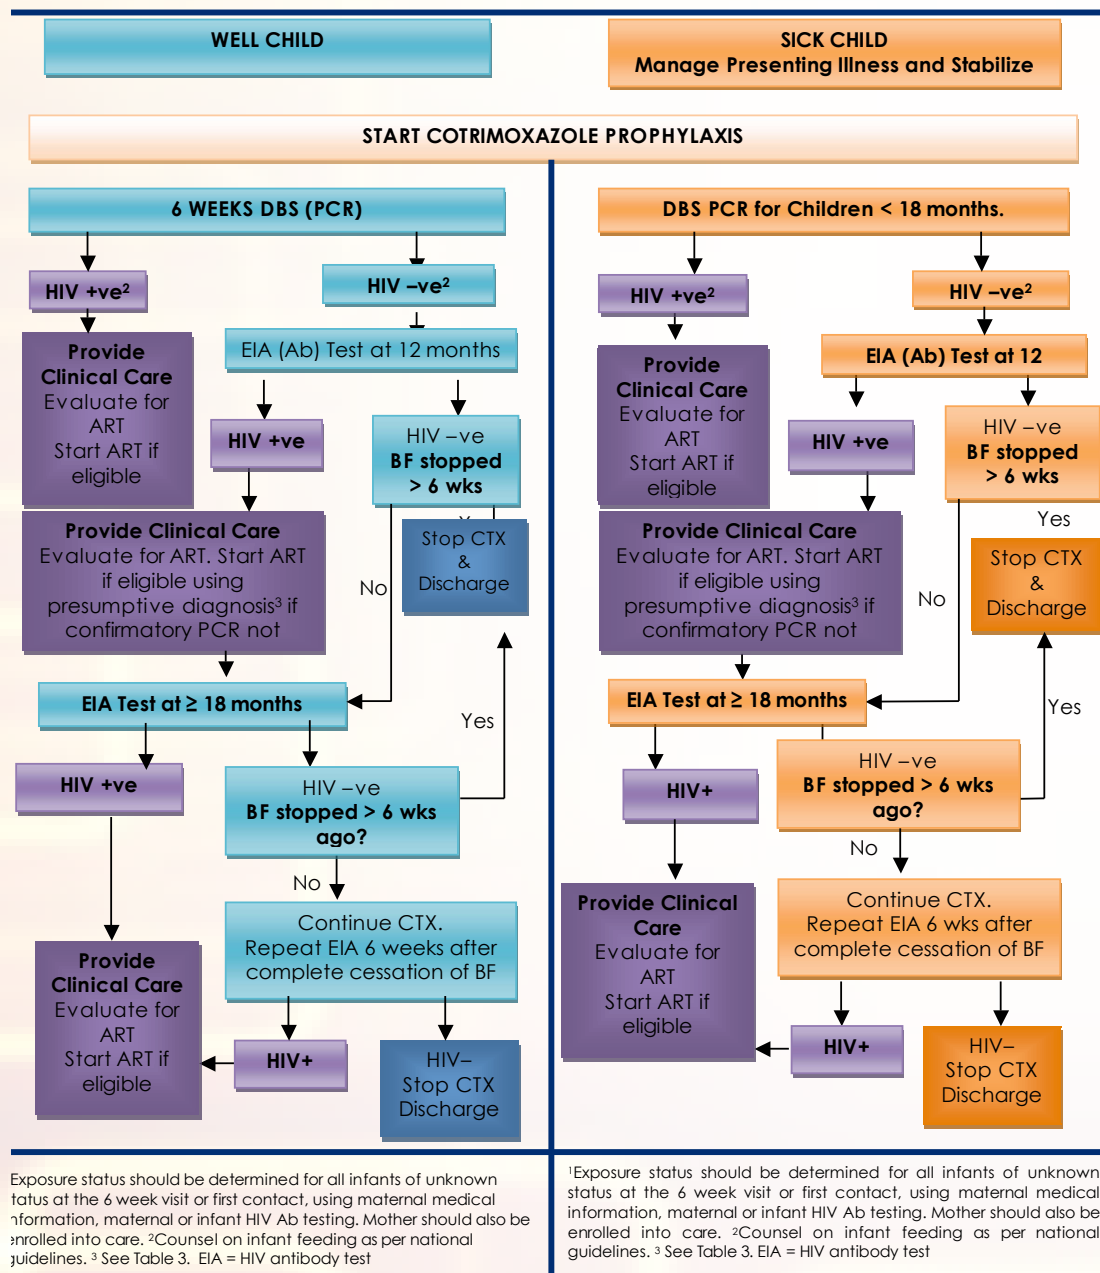 WELL CHILD
SICK CHILD
Manage Presenting Illness and Stabilize
START COTRIMOXAZOLE PROPHYLAXIS
6 WEEKS DBS (PCR)
HIV +ve²
HIV –ve²
Provide
Clinical Care
Evaluate for
ART
Start ART if
eligible
EIA (Ab) Test at 12 months
HIV +ve
HIV –ve
BF stopped
> 6 wks
Provide Clinical Care
Evaluate for ART. Start ART
if eligible using
presumptive diagnosis³ if
confirmatory PCR not
Stop CTX
&
Discharge
No
EIA Test at ≥ 18 months
Yes
HIV +ve
HIV –ve
BF stopped > 6 wks
ago?
No
Continue CTX.
Repeat EIA 6 weeks after
complete cessation of BF
Provide
Clinical Care
Evaluate for
ART
Start ART if
eligible
HIV+
HIV–
Stop CTX
Discharge
DBS PCR for Children < 18 months.
HIV +ve²
HIV –ve²
Provide
Clinical Care
Evaluate for
ART
Start ART if
eligible
EIA (Ab) Test at 12
HIV +ve
HIV –ve
BF stopped
> 6 wks
Yes
Provide Clinical Care
Evaluate for ART. Start ART
if eligible using
presumptive diagnosis³ if
confirmatory PCR not
Stop CTX
&
Discharge
No
EIA Test at ≥ 18 months
Yes
HIV+
HIV –ve
BF stopped > 6 wks
ago?
No
Provide Clinical
Care
Evaluate for
ART
Start ART if
eligible
Continue CTX.
Repeat EIA 6 wks after
complete cessation of BF
HIV+
HIV–
Stop CTX
Discharge
Exposure status should be determined for all infants of unknown
tatus at the 6 week visit or first contact, using maternal medical
nformation, maternal or infant HIV Ab testing. Mother should also be
enrolled into care. ²Counsel on infant feeding as per national
guidelines. ³ See Table 3. EIA = HIV antibody test
¹Exposure status should be determined for all infants of unknown
status at the 6 week visit or first contact, using maternal medical
information, maternal or infant HIV Ab testing. Mother should also be
enrolled into care. ²Counsel on infant feeding as per national
guidelines. ³ See Table 3. EIA = HIV antibody test